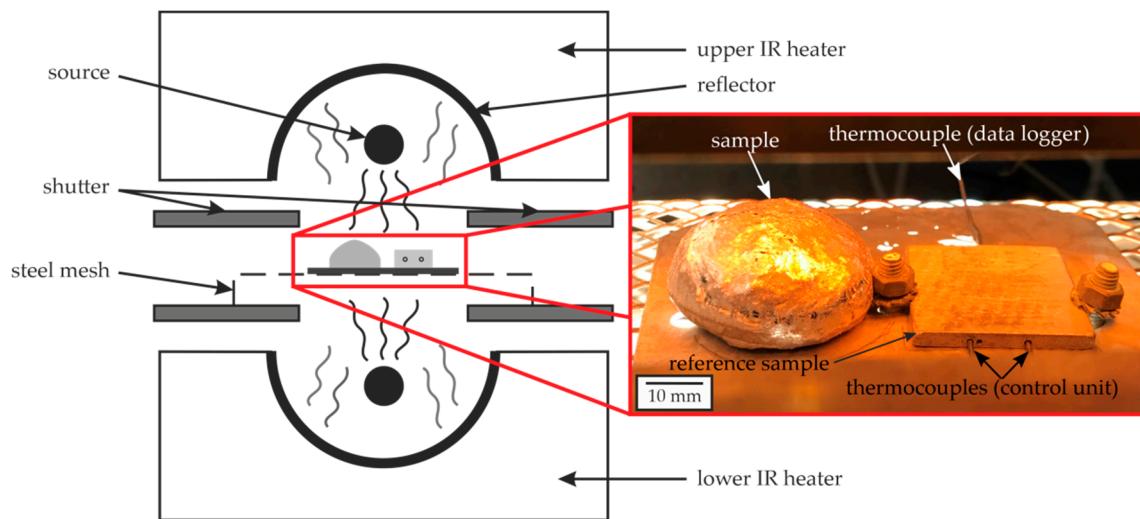 upper IR heater
source
reflector
thermocouple (data logger)
sample
shutter
steel mesh
reference sample
thermocouples (control unit)
10 mm
lower IR heater